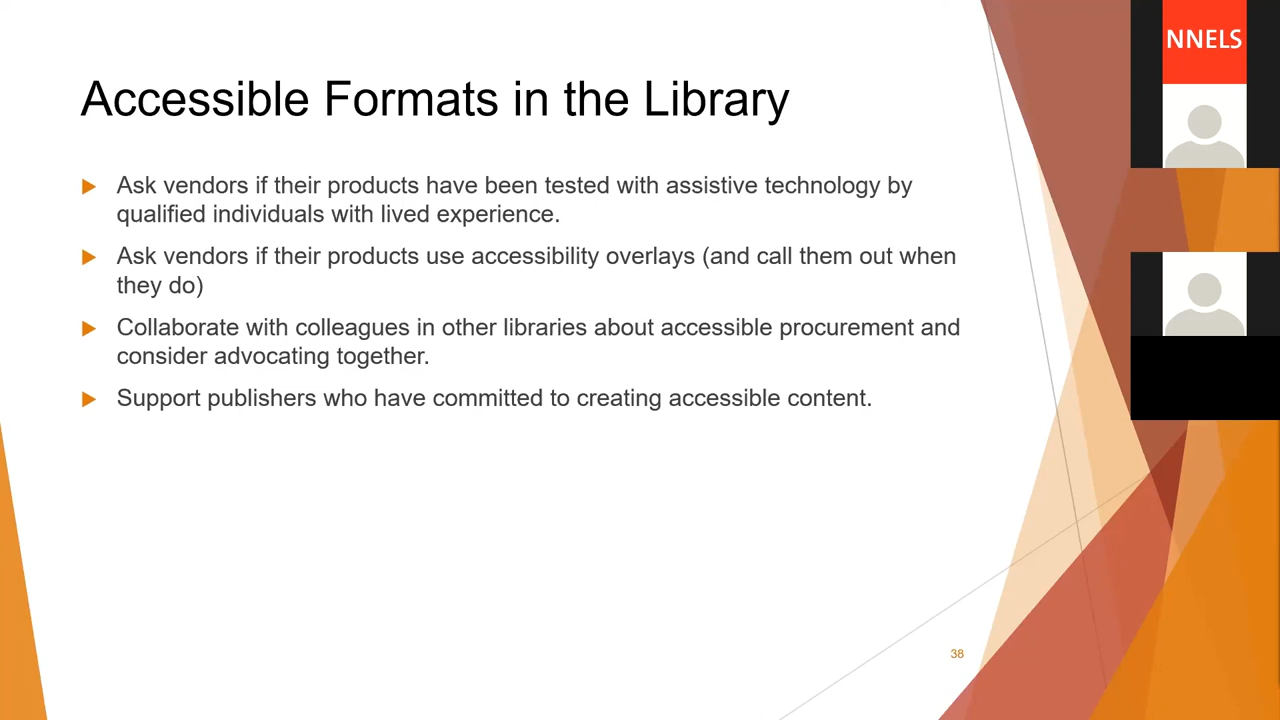 Accessible Formats in the Library
Ask vendors if their products have been tested with assistive technology by
qualified individuals with lived experience.
Ask vendors if their products use accessibility overlays (and call them out when
they do)
Collaborate with colleagues in other libraries about accessible procurement and
consider advocating together.
Support publishers who have committed to creating accessible content.
38
NNELS